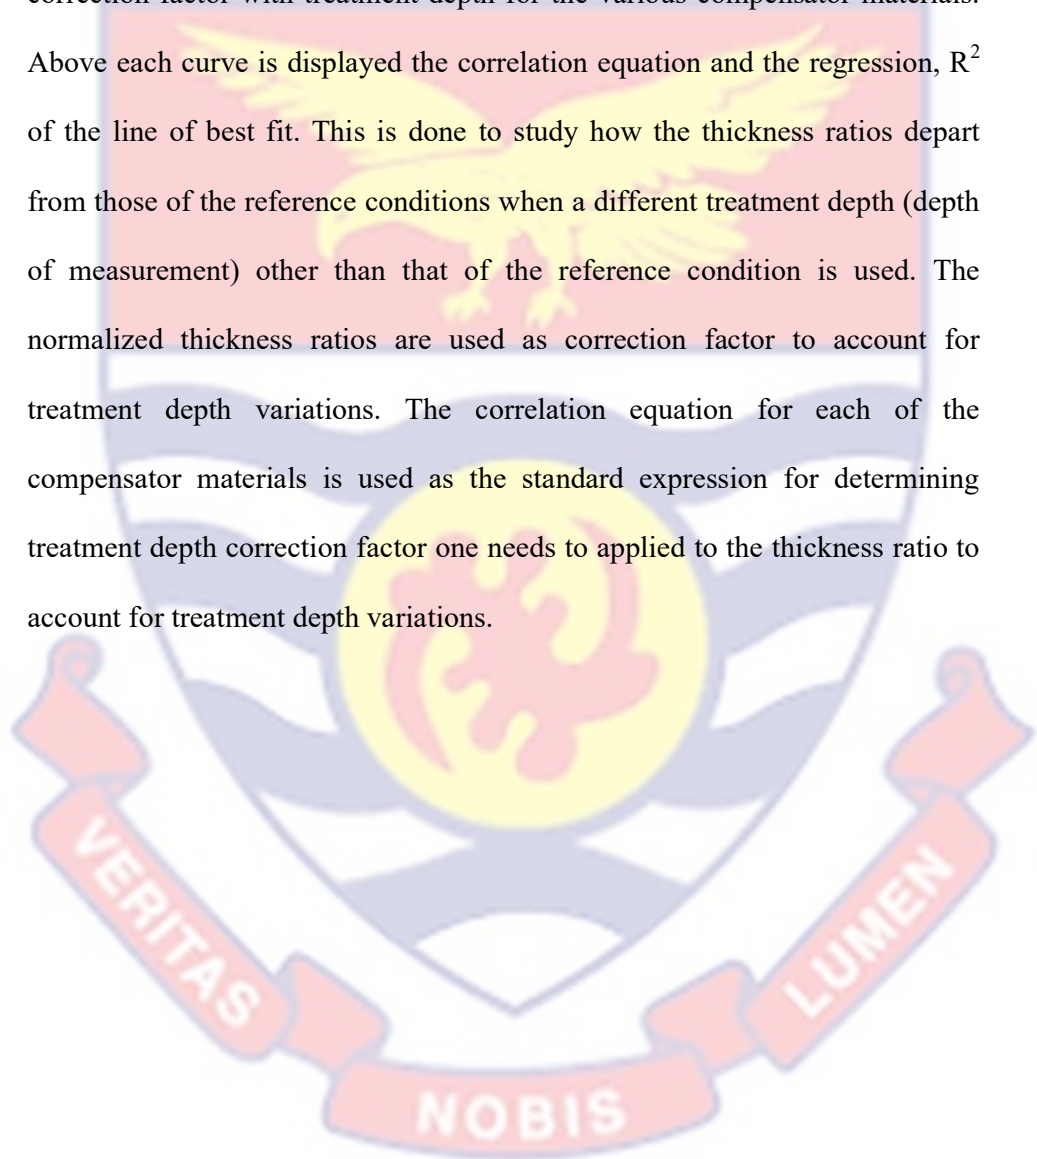 correction factor with treatment depth for the various compensator materials.
Above each curve is displayed the correlation equation and the regression, R²
of the line of best fit. This is done to study how the thickness ratios depart
from those of the reference conditions when a different treatment depth (depth
of measurement) other than that of the reference condition is used. The
normalized thickness ratios are used as correction factor to account for
treatment depth variations. The correlation equation for each of the
compensator materials is used as the standard expression for determining
treatment depth correction factor one needs to applied to the thickness ratio to
account for treatment depth variations.
VERITAS
NOBIS
LUMEN